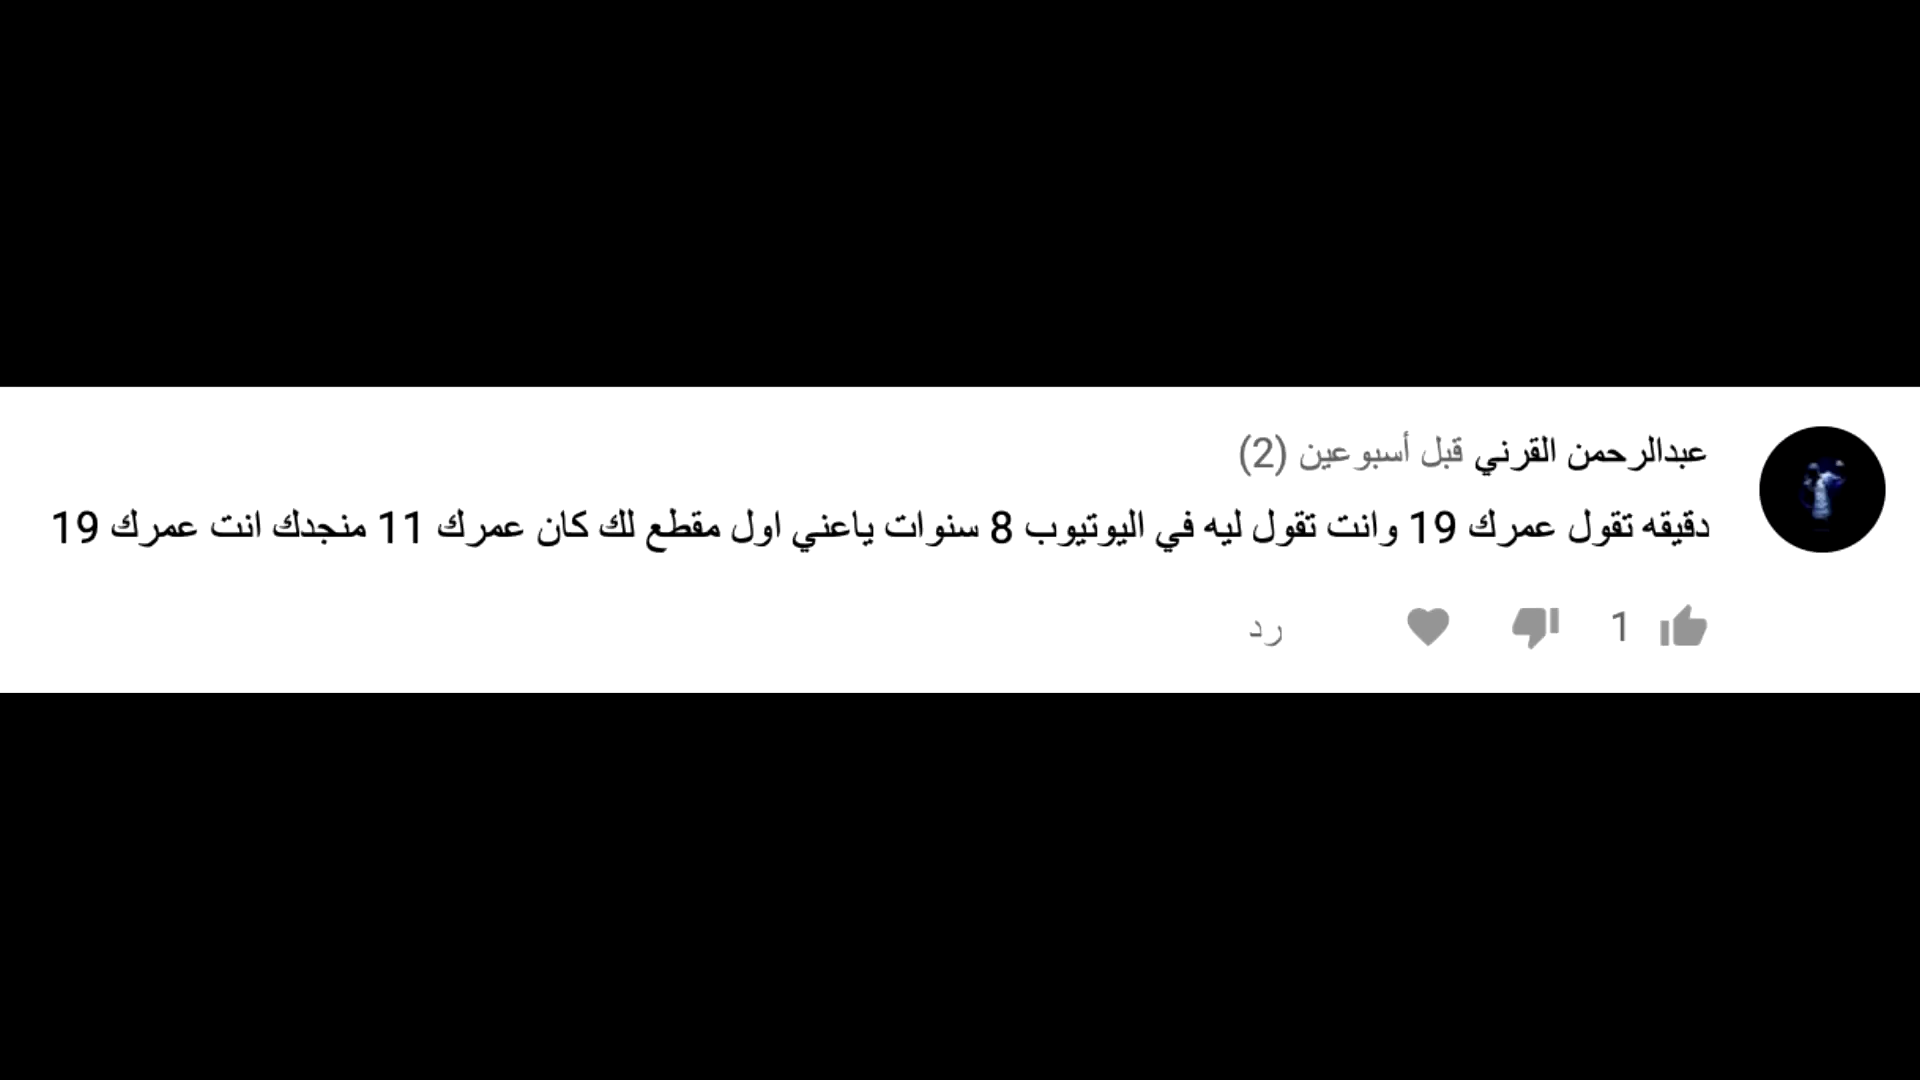 عبدالرحمن القرني قبل أسبوعين (2)
دقيقه تقول عمرك 19 وانت تقول ليه في اليوتيوب 8 سنوات ياعني اول مقطع لك كان عمرك 11 منجدك انت عمرك 19
1
رد